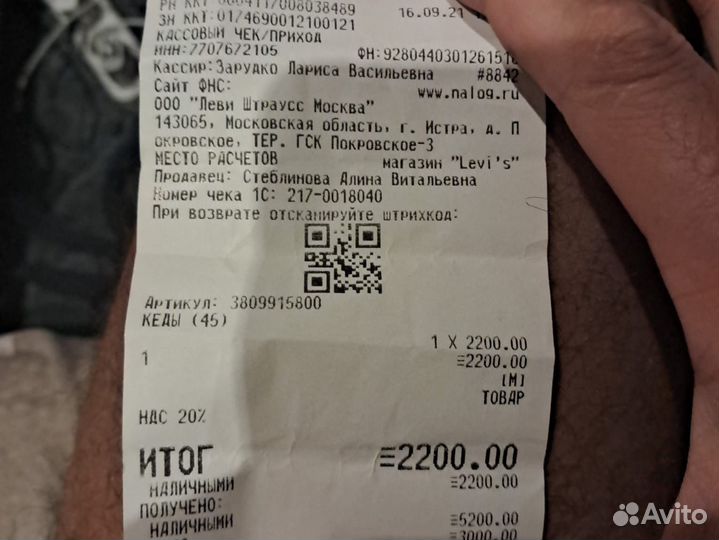 ЗН ККТ: 01/4690012100121 16.09.21
КАССОВЫЙ ЧЕК/ПРИХОД
ИНН:7707672105
Кассир:Зарудко Лариса Васильевна #8842
Сайт ФНС: www.nalog.ru
ООО "Леви Штраусс Москва"
143065, Московская область, г. Истра, д. П
окровское, ТЕР. ГСК Покровское-3
МЕСТО РАСЧЕТОВ магазин "Levi's"
Продавец: Стеблинова Алина Витальевна
Номер чека 1С: 217-0018040
При возврате отсканируйте штрихкод:
Артикул: 3809915800
КЕДЫ (45)
1 X 2200.00
1 ≡2200.00
[М]
ТОВАР
НДС 20%
ИТОГ ≡2200.00
НАЛИЧНЫМИ ≡2200.00
ПОЛУЧЕНО:
НАЛИЧНЫМИ ≡5200.00
≡3000.00
Avito